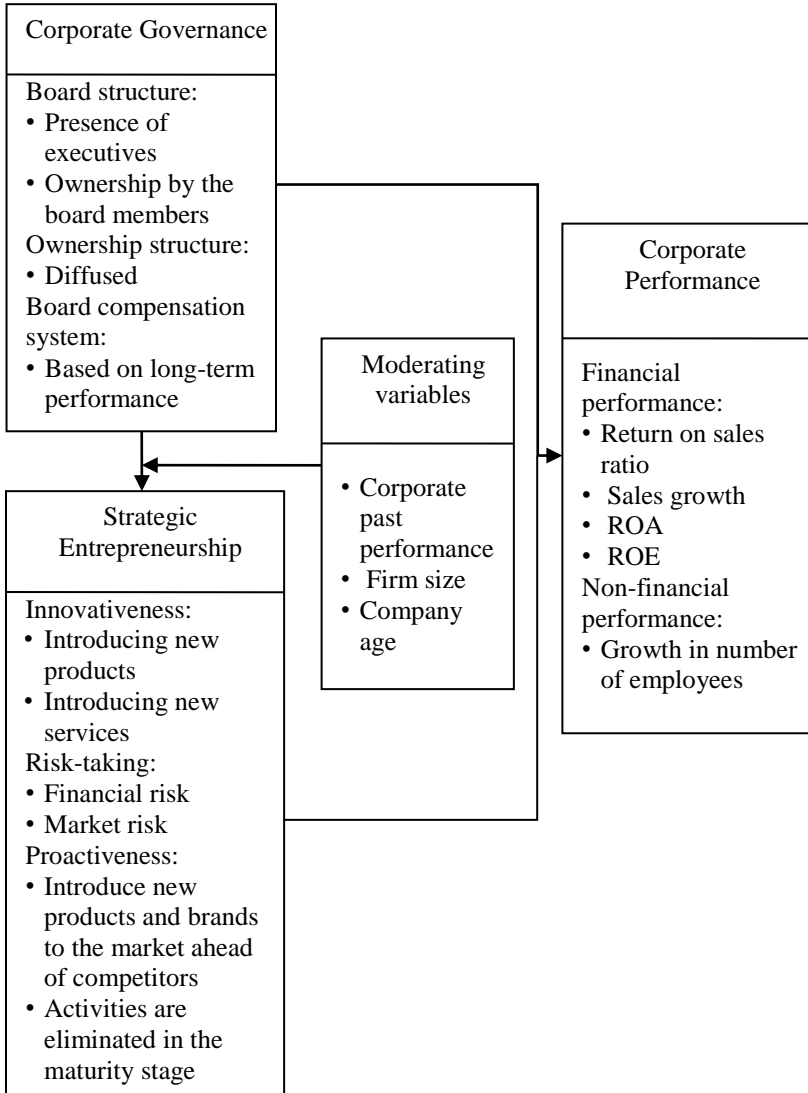 Corporate Governance
Board structure:
• Presence of
executives
• Ownership by the
board members
Ownership structure:
• Diffused
Board compensation
system:
• Based on long-term
performance
Strategic
Entrepreneurship
Innovativeness:
• Introducing new
products
• Introducing new
services
Risk-taking:
• Financial risk
• Market risk
Proactiveness:
• Introduce new
products and brands
to the market ahead
of competitors
• Activities are
eliminated in the
maturity stage
Moderating
variables
• Corporate
past
performance
• Firm size
• Company
age
Corporate
Performance
Financial
performance:
• Return on sales
ratio
• Sales growth
• ROA
• ROE
Non-financial
performance:
• Growth in number
of employees